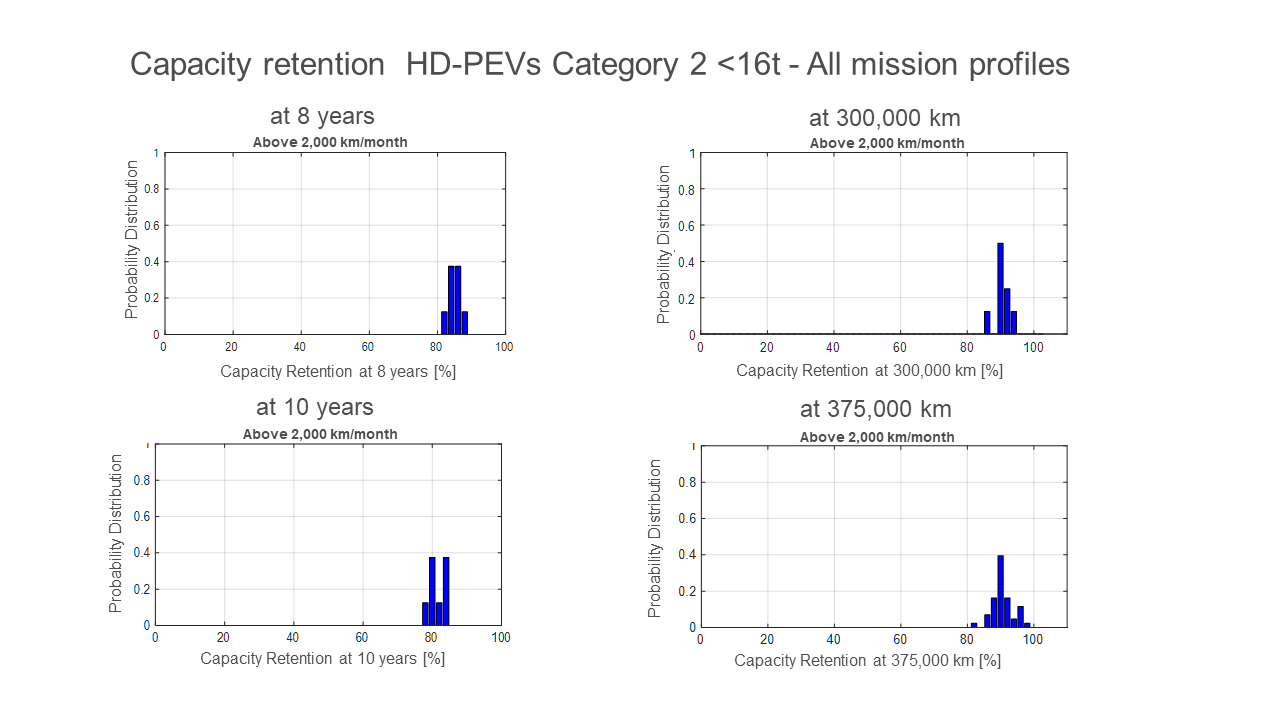 Capacity retention  HD-PEVs Category 2 <16t - All mission profiles
at 8 years
Above 2,000 km/month
Probability Distribution
1
0.8
0.6
0.4
0.2
0
0 20 40 60 80 100
Capacity Retention at 8 years [%]
at 300,000 km
Above 2,000 km/month
Probability Distribution
1
0.8
0.6
0.4
0.2
0
0 20 40 60 80 100
Capacity Retention at 300,000 km [%]
at 10 years
Above 2,000 km/month
Probability Distribution
1
0.8
0.6
0.4
0.2
0
0 20 40 60 80 100
Capacity Retention at 10 years [%]
at 375,000 km
Above 2,000 km/month
Probability Distribution
1
0.8
0.6
0.4
0.2
0
0 20 40 60 80 100
Capacity Retention at 375,000 km [%]